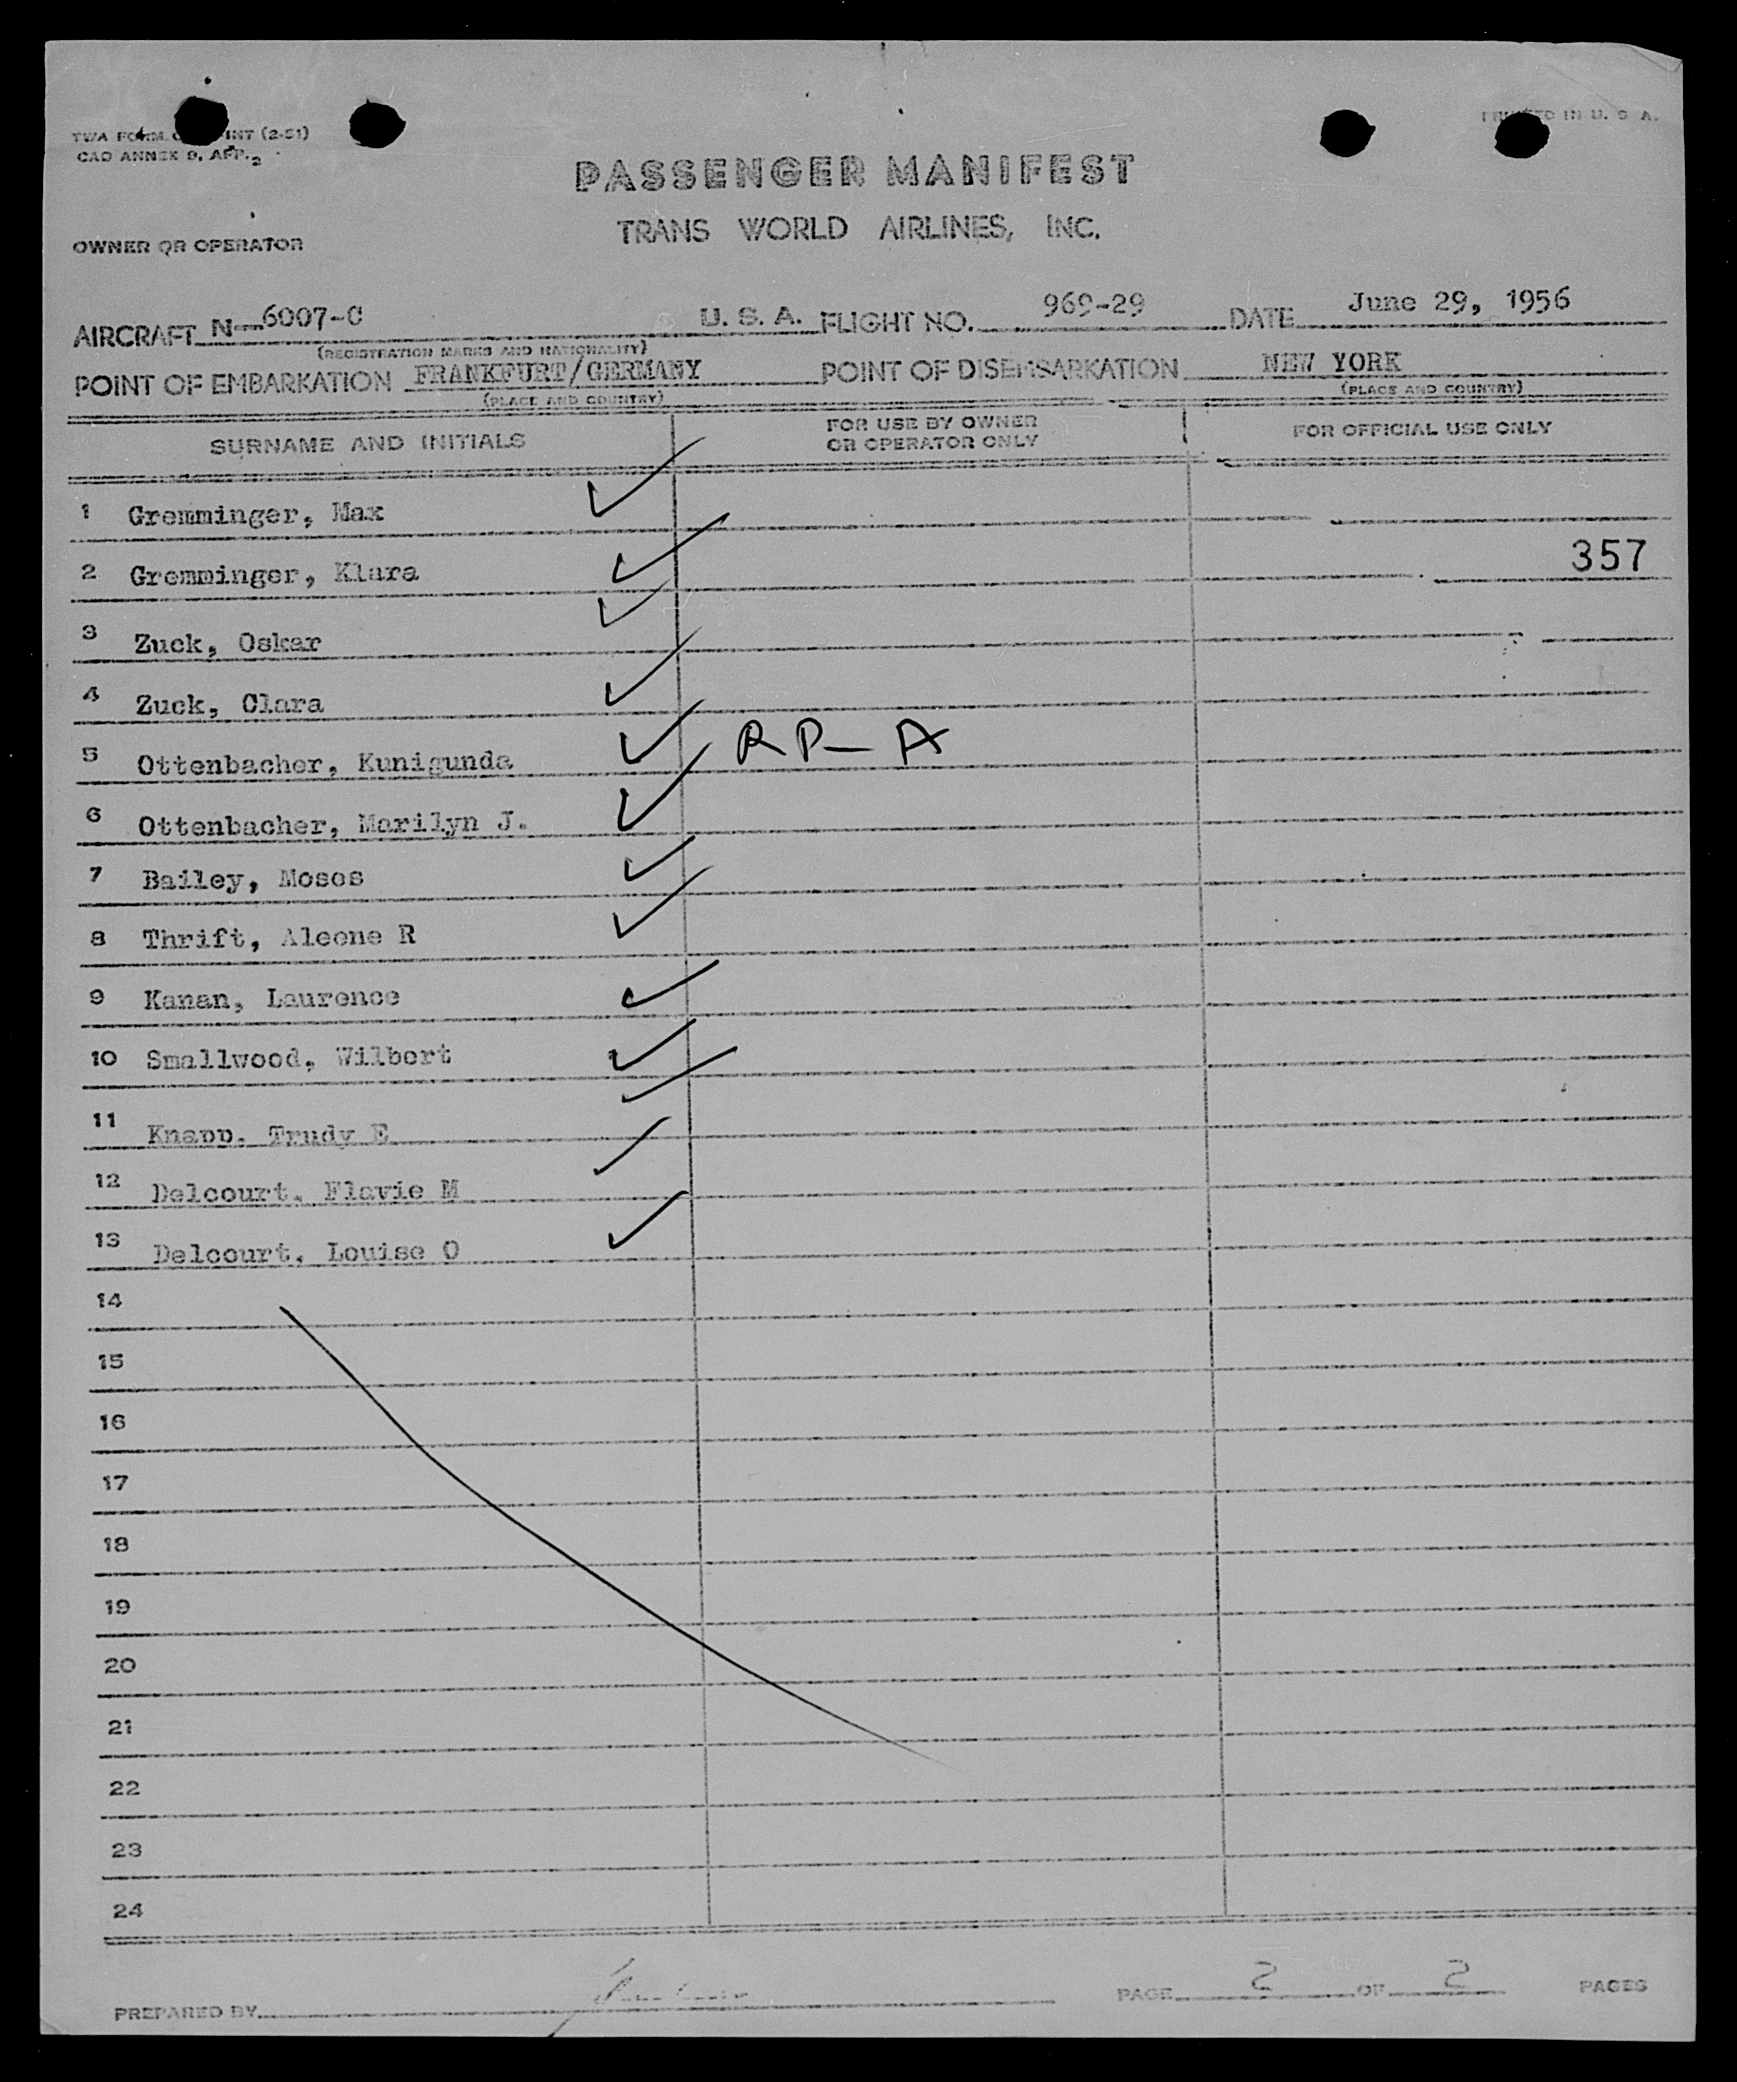 PRINTED IN U. S. A.
TWA FORM INT (2-51)
CAO ANNEX 9, APP. 2
PASSENGER MANIFEST
TRANS WORLD AIRLINES, INC.
OWNER OR OPERATOR
AIRCRAFT N-6007-C U. S. A. FLIGHT NO. 969-29 DATE June 29, 1956
(REGISTRATION MARKS AND NATIONALITY)
POINT OF EMBARKATION FRANKFURT/GERMANY POINT OF DISEMBARKATION NEW YORK
(PLACE AND COUNTRY) (PLACE AND COUNTRY)
SURNAME AND INITIALS FOR USE BY OWNER OR OPERATOR ONLY FOR OFFICIAL USE ONLY
1 Gremminger, Max
2 Gremminger, Klara 357
3 Zuck, Oskar
4 Zuck, Clara
5 Ottenbacher, Kunigunda RP-A
6 Ottenbacher, Marilyn J.
7 Bailey, Moses
8 Thrift, Aleene R
9 Kanan, Laurence
10 Smallwood, Wilbert
11 Knapp, Trudy E
12 Delcourt, Flavie M
13 Delcourt, Louise O
14
15
16
17
18
19
20
21
22
23
24
PREPARED BY PAGE 2 OF 2 PAGES